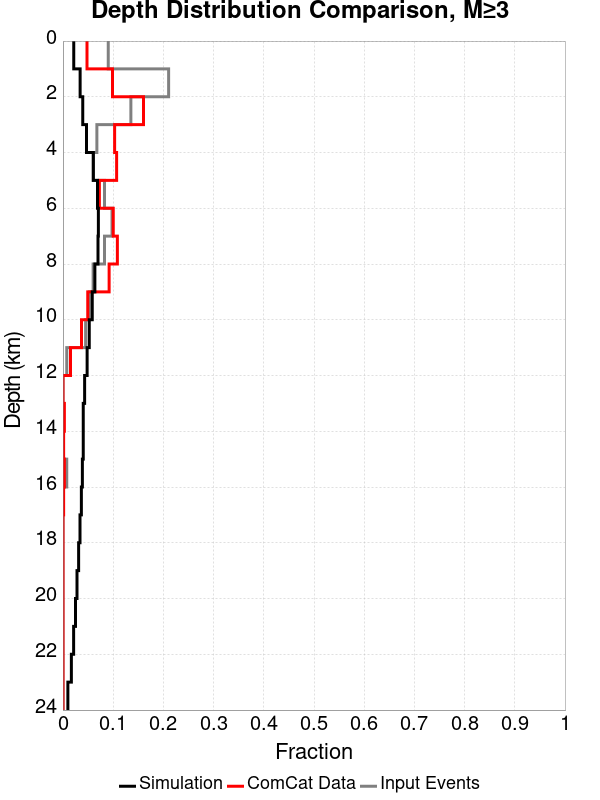 Depth Distribution Comparison, M≥3
0
2
4
6
8
10
12
14
16
18
20
22
24
Depth (km)
0 0.1 0.2 0.3 0.4 0.5 0.6 0.7 0.8 0.9 1
Fraction
Simulation ComCat Data Input Events